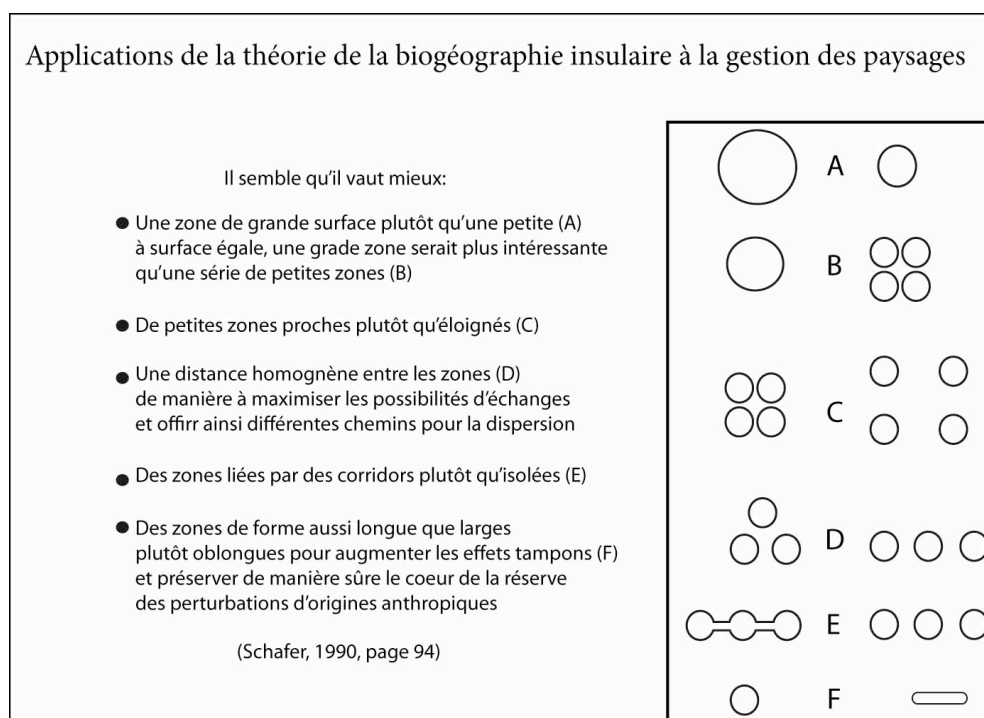 Applications de la théorie de la biogéographie insulaire à la gestion des paysages
Il semble qu'il vaut mieux:
● Une zone de grande surface plutôt qu'une petite (A)
à surface égale, une grade zone serait plus intéressante
qu'une série de petites zones (B)
● De petites zones proches plutôt qu'éloignés (C)
● Une distance homognène entre les zones (D)
de manière à maximiser les possibilités d'échanges
et offirr ainsi différentes chemins pour la dispersion
● Des zones liées par des corridors plutôt qu'isolées (E)
● Des zones de forme aussi longue que larges
plutôt oblongues pour augmenter les effets tampons (F)
et préserver de manière sûre le coeur de la réserve
des perturbations d'origines anthropiques
(Schafer, 1990, page 94)
A
B
C
D
E
F